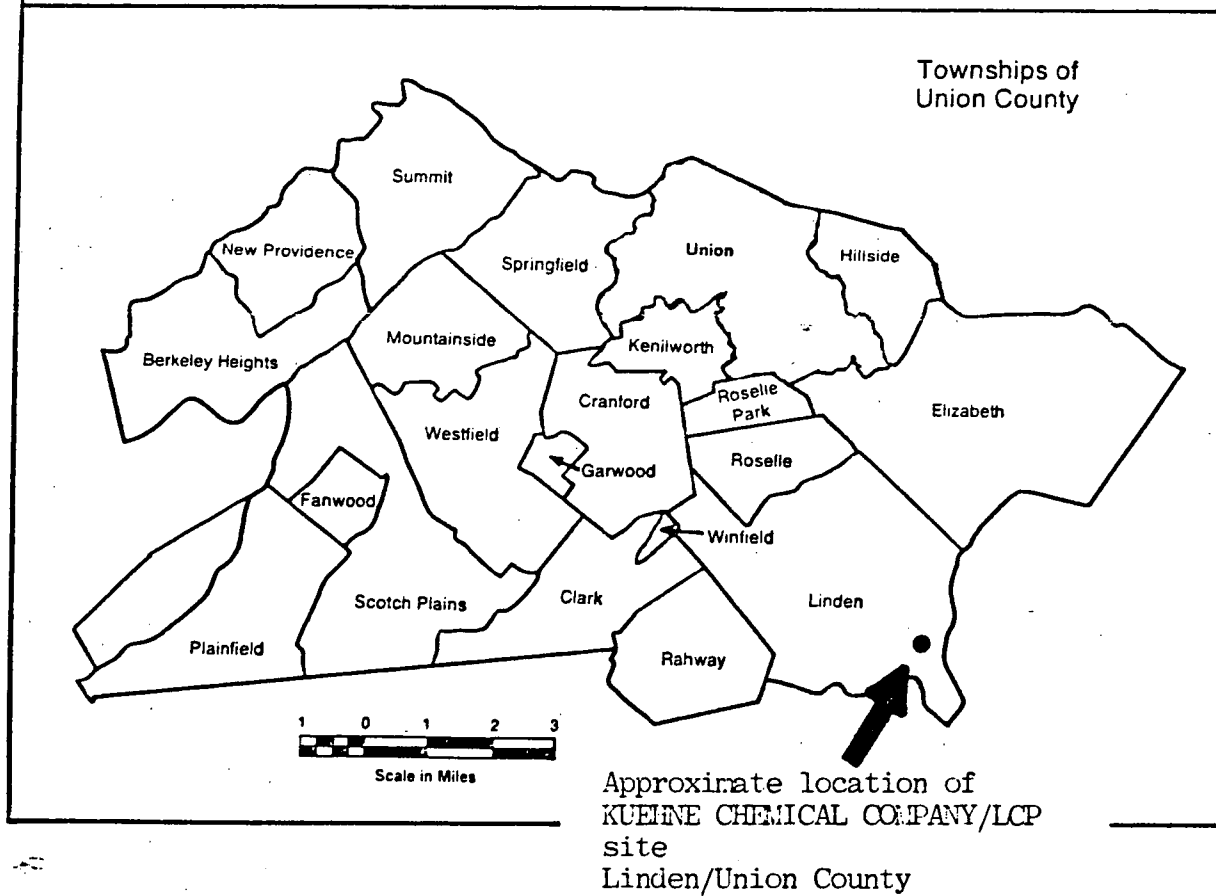 Townships of
Union County
Summit
New Providence
Springfield
Union
Hillside
Berkeley Heights
Mountainside
Kenilworth
Cranford
Roselle
Park
Elizabeth
Westfield
Garwood
Roselle
Fanwood
Winfield
Scotch Plains
Clark
Linden
Plainfield
Rahway
1 0 1 2 3
Scale in Miles
Approximate location of
KUEHNE CHEMICAL COMPANY/LCP
site
Linden/Union County